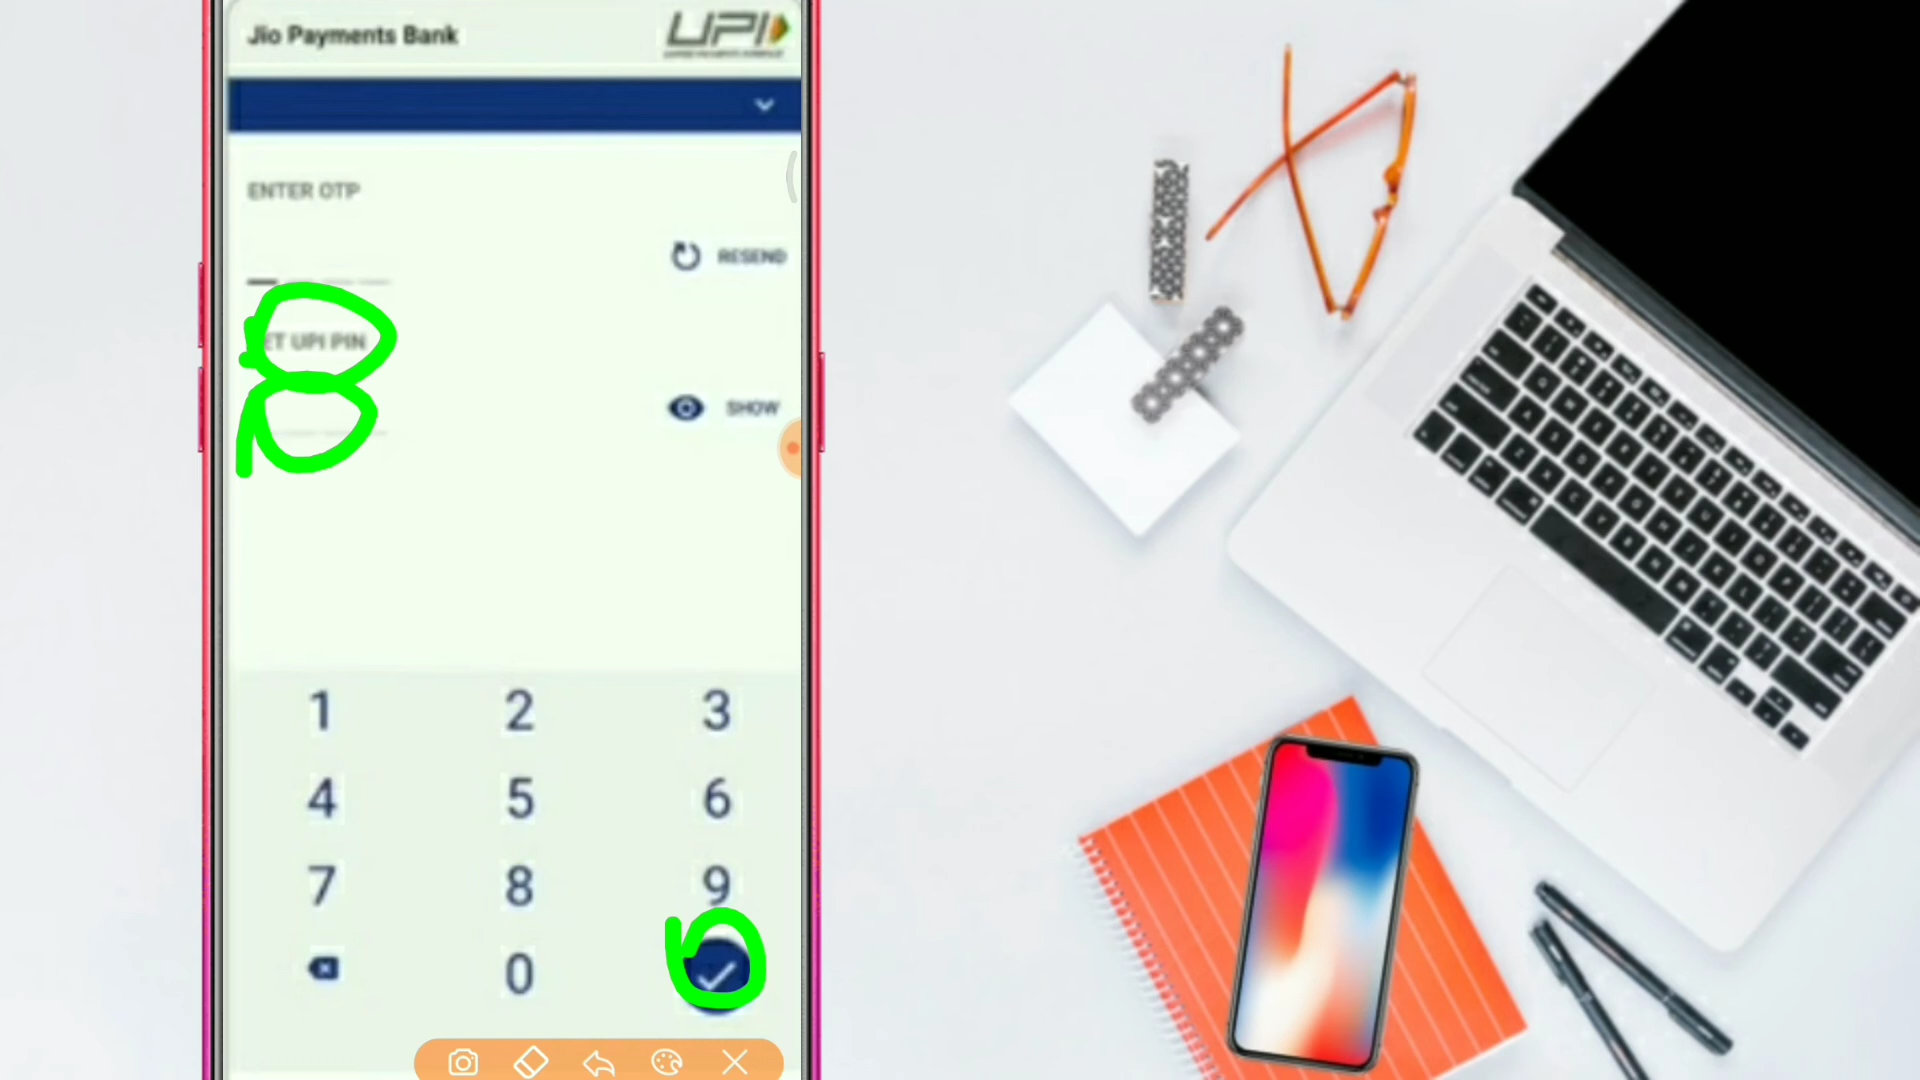 Jio Payments Bank
UPI
ENTER OTP
RESEND
ET UPI PIN
SHOW
1 2 3
4 5 6
7 8 9
0